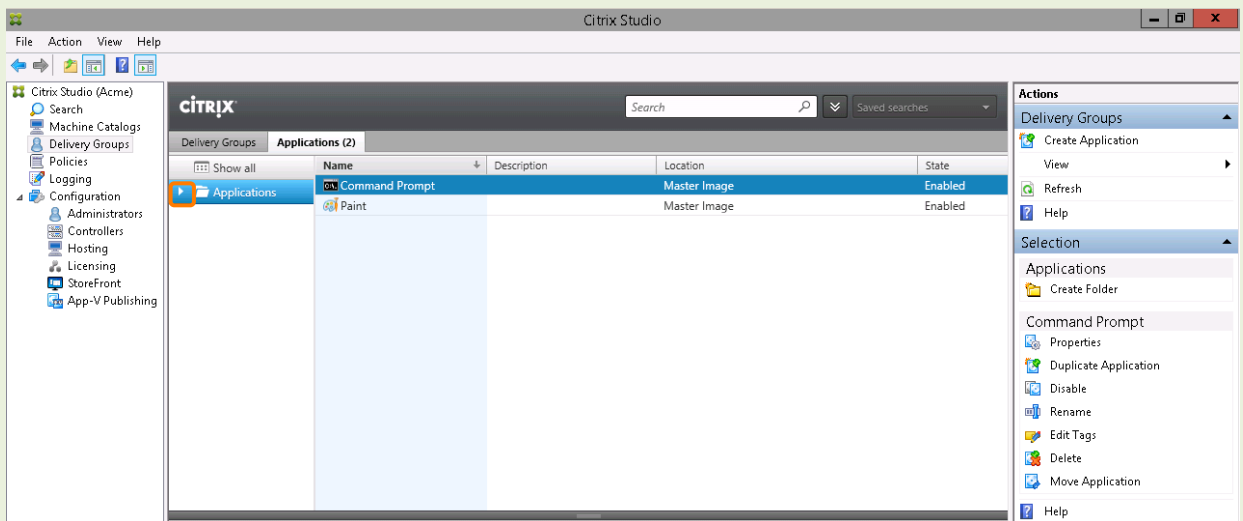 Citrix Studio
File Action View Help
Citrix Studio (Acme)
Search
Machine Catalogs
Delivery Groups
Policies
Logging
Configuration
Administrators
Controllers
Hosting
Licensing
StoreFront
App-V Publishing
CITRIX
Search
Saved searches
Delivery Groups Applications (2)
Show all
Applications
Name Description Location State
Command Prompt Master Image Enabled
Paint Master Image Enabled
Actions
Delivery Groups
Create Application
View
Refresh
Help
Selection
Applications
Create Folder
Command Prompt
Properties
Duplicate Application
Disable
Rename
Edit Tags
Delete
Move Application
Help